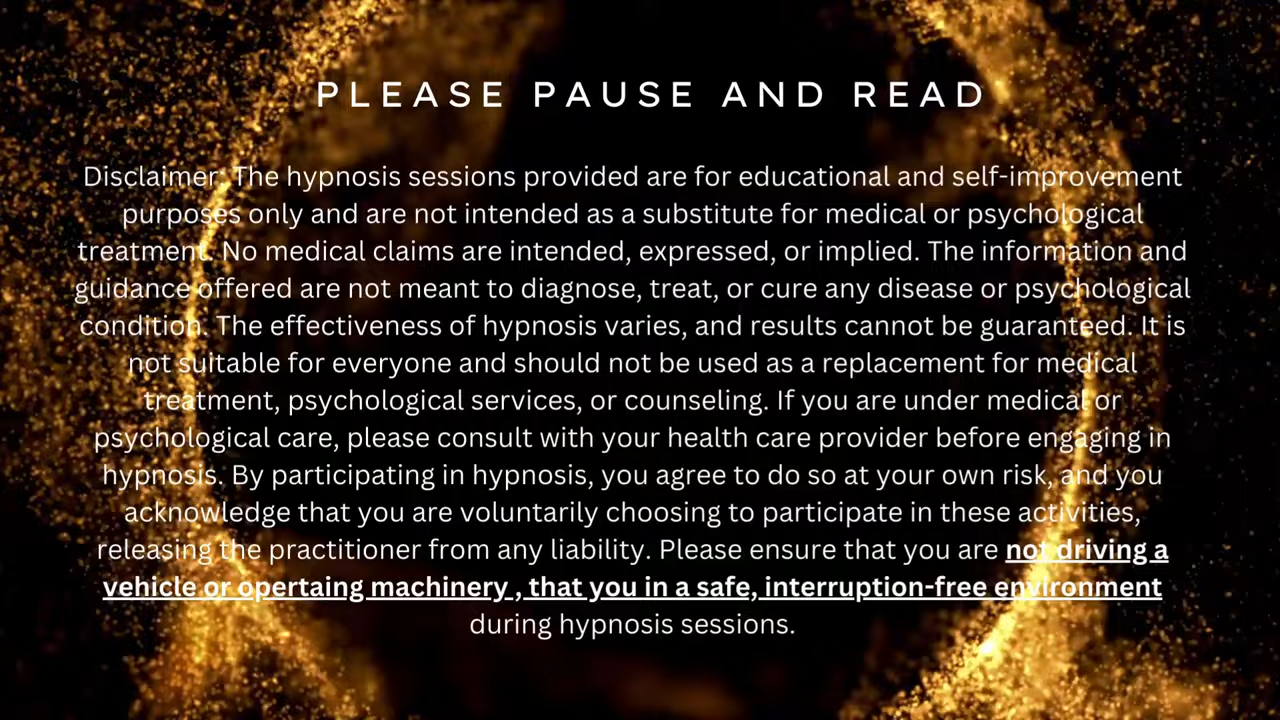 PLEASE PAUSE AND READ
Disclaimer: The hypnosis sessions provided are for educational and self-improvement
purposes only and are not intended as a substitute for medical or psychological
treatment. No medical claims are intended, expressed, or implied. The information and
guidance offered are not meant to diagnose, treat, or cure any disease or psychological
condition. The effectiveness of hypnosis varies, and results cannot be guaranteed. It is
not suitable for everyone and should not be used as a replacement for medical
treatment, psychological services, or counseling. If you are under medical or
psychological care, please consult with your health care provider before engaging in
hypnosis. By participating in hypnosis, you agree to do so at your own risk, and you
acknowledge that you are voluntarily choosing to participate in these activities,
releasing the practitioner from any liability. Please ensure that you are not driving a
vehicle or opertaing machinery , that you in a safe, interruption-free environment
during hypnosis sessions.